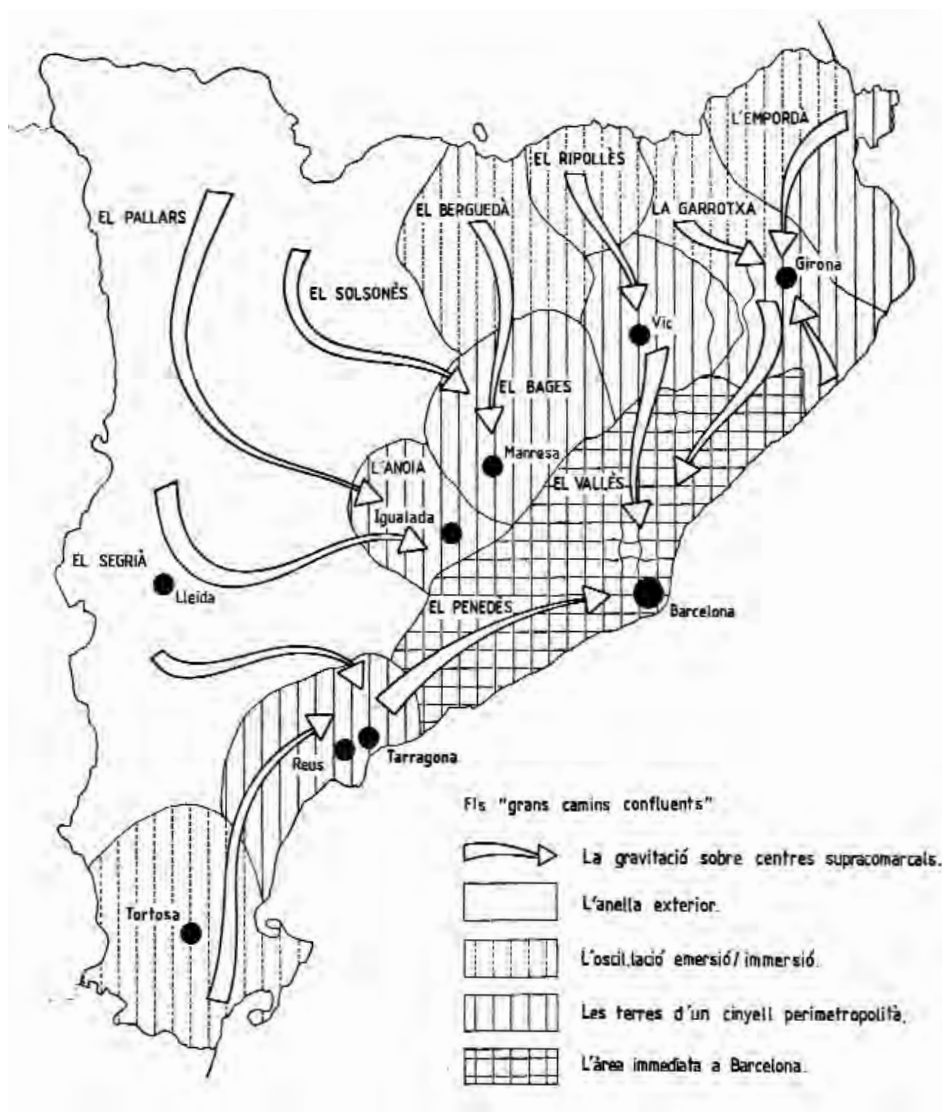 L'EMPORDÀ
EL RIPOLLÈS
EL BERGUEDÀ
LA GARROTXA
EL PALLARS
Girona
EL SOLSONÈS
Vic
EL BAGES
Manresa
L'ANOIA
EL VALLÈS
Igualada
EL SEGRIÀ
Lleida
EL PENEDÈS
Barcelona
Reus
Tarragona
Els "grans camins confluents"
La gravitació sobre centres supracomarcals.
L'anella exterior.
Tortosa
L'oscil.lació emersió/immersió.
Les terres d'un cinyell perimetropolità.
L'àrea immediata a Barcelona.